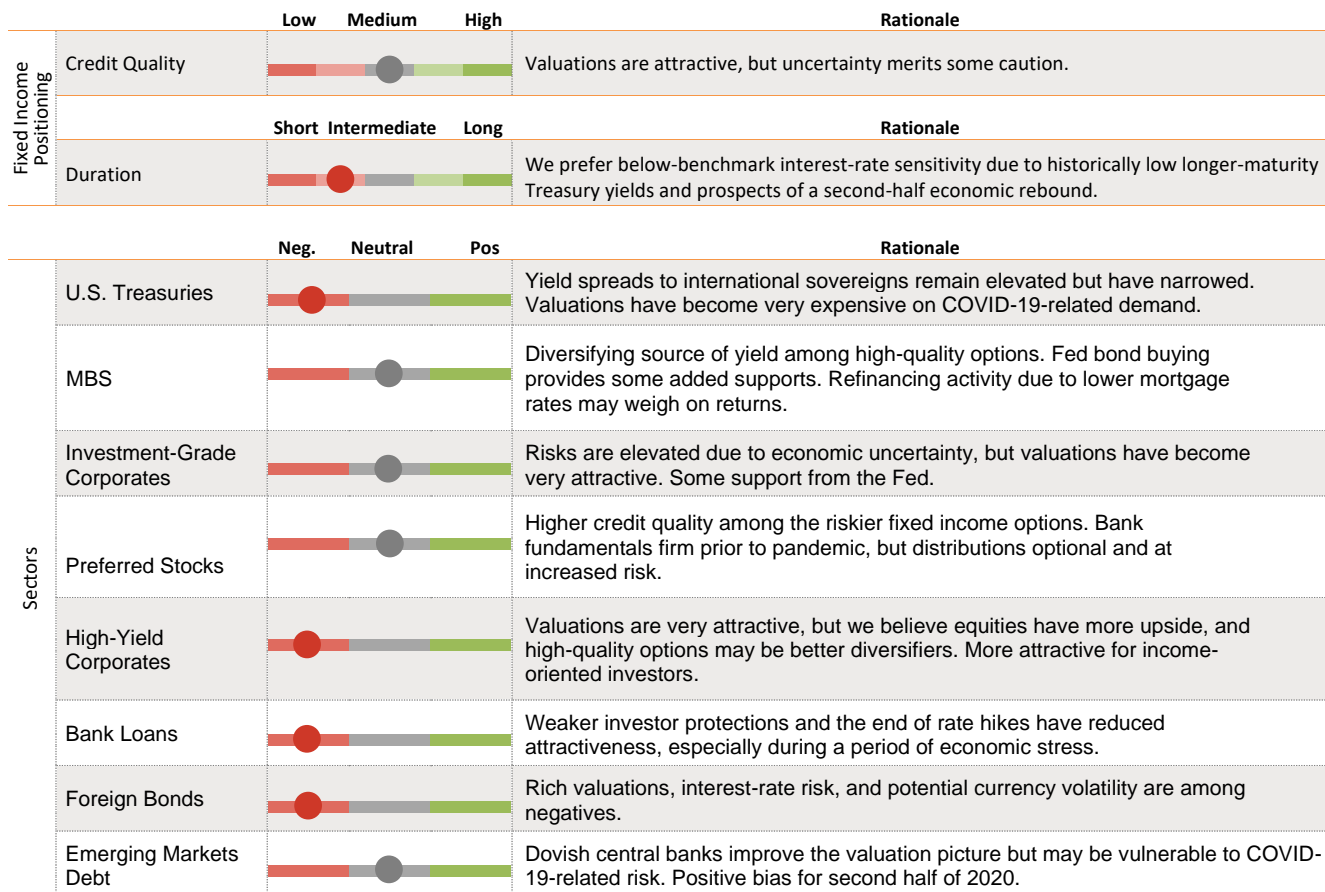 Low Medium High Rationale
Fixed Income
Positioning
Credit Quality
Valuations are attractive, but uncertainty merits some caution.
Short Intermediate Long Rationale
Duration
We prefer below-benchmark interest-rate sensitivity due to historically low longer-maturity
Treasury yields and prospects of a second-half economic rebound.
Neg. Neutral Pos Rationale
Sectors
U.S. Treasuries
Yield spreads to international sovereigns remain elevated but have narrowed.
Valuations have become very expensive on COVID-19-related demand.
MBS
Diversifying source of yield among high-quality options. Fed bond buying
provides some added supports. Refinancing activity due to lower mortgage
rates may weigh on returns.
Investment-Grade
Corporates
Risks are elevated due to economic uncertainty, but valuations have become
very attractive. Some support from the Fed.
Preferred Stocks
Higher credit quality among the riskier fixed income options. Bank
fundamentals firm prior to pandemic, but distributions optional and at
increased risk.
High-Yield
Corporates
Valuations are very attractive, but we believe equities have more upside, and
high-quality options may be better diversifiers. More attractive for income-
oriented investors.
Bank Loans
Weaker investor protections and the end of rate hikes have reduced
attractiveness, especially during a period of economic stress.
Foreign Bonds
Rich valuations, interest-rate risk, and potential currency volatility are among
negatives.
Emerging Markets
Debt
Dovish central banks improve the valuation picture but may be vulnerable to COVID-
19-related risk. Positive bias for second half of 2020.